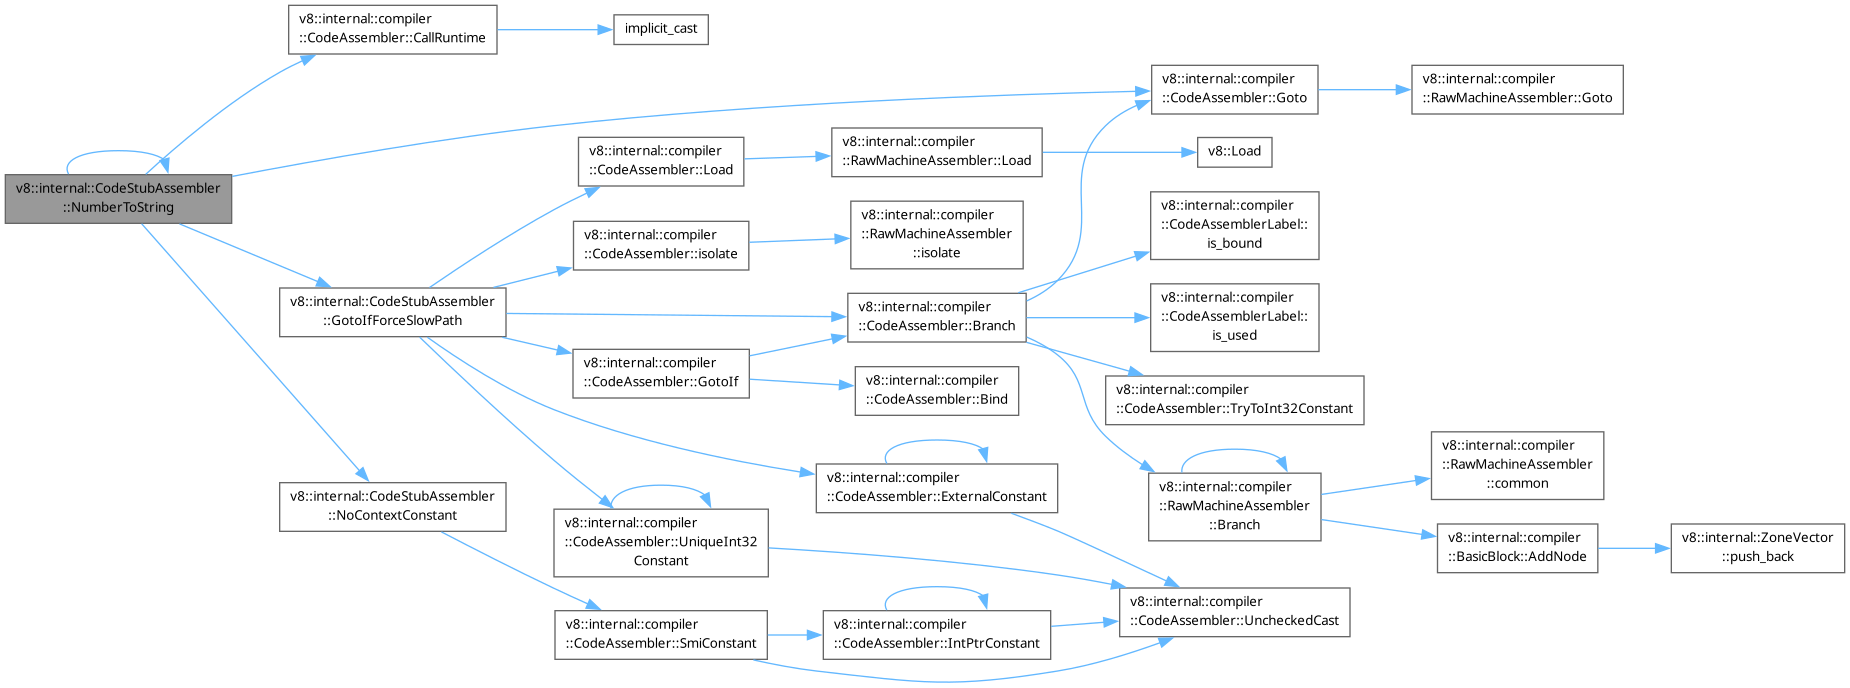 v8::internal::compiler
::CodeAssembler::CallRuntime
implicit_cast
v8::internal::compiler
::CodeAssembler::Goto
v8::internal::compiler
::RawMachineAssembler::Goto
v8::internal::CodeStubAssembler
::NumberToString
v8::internal::compiler
::CodeAssembler::Load
v8::internal::compiler
::RawMachineAssembler::Load
v8::Load
v8::internal::compiler
::CodeAssembler::isolate
v8::internal::compiler
::RawMachineAssembler
::isolate
v8::internal::compiler
::CodeAssemblerLabel::
is_bound
v8::internal::CodeStubAssembler
::GotoIfForceSlowPath
v8::internal::compiler
::CodeAssembler::Branch
v8::internal::compiler
::CodeAssemblerLabel::
is_used
v8::internal::compiler
::CodeAssembler::GotoIf
v8::internal::compiler
::CodeAssembler::Bind
v8::internal::compiler
::CodeAssembler::TryToInt32Constant
v8::internal::CodeStubAssembler
::NoContextConstant
v8::internal::compiler
::CodeAssembler::ExternalConstant
v8::internal::compiler
::RawMachineAssembler
::Branch
v8::internal::compiler
::RawMachineAssembler
::common
v8::internal::compiler
::CodeAssembler::UniqueInt32
Constant
v8::internal::compiler
::BasicBlock::AddNode
v8::internal::ZoneVector
::push_back
v8::internal::compiler
::CodeAssembler::SmiConstant
v8::internal::compiler
::CodeAssembler::IntPtrConstant
v8::internal::compiler
::CodeAssembler::UncheckedCast